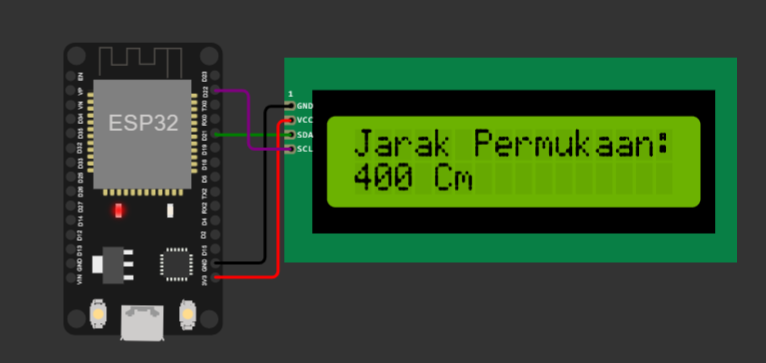 ESP32
EN
VP
VN
D34
D35
D32
D33
D25
D26
D27
D14
D12
D13
GND
VIN
D23
D22
TX0
RX0
D21
D19
D18
D5
TX2
RX2
D4
D2
D15
GND
3V3
1
GND
VCC
SDA
SCL
Jarak Permukaan:
400 Cm